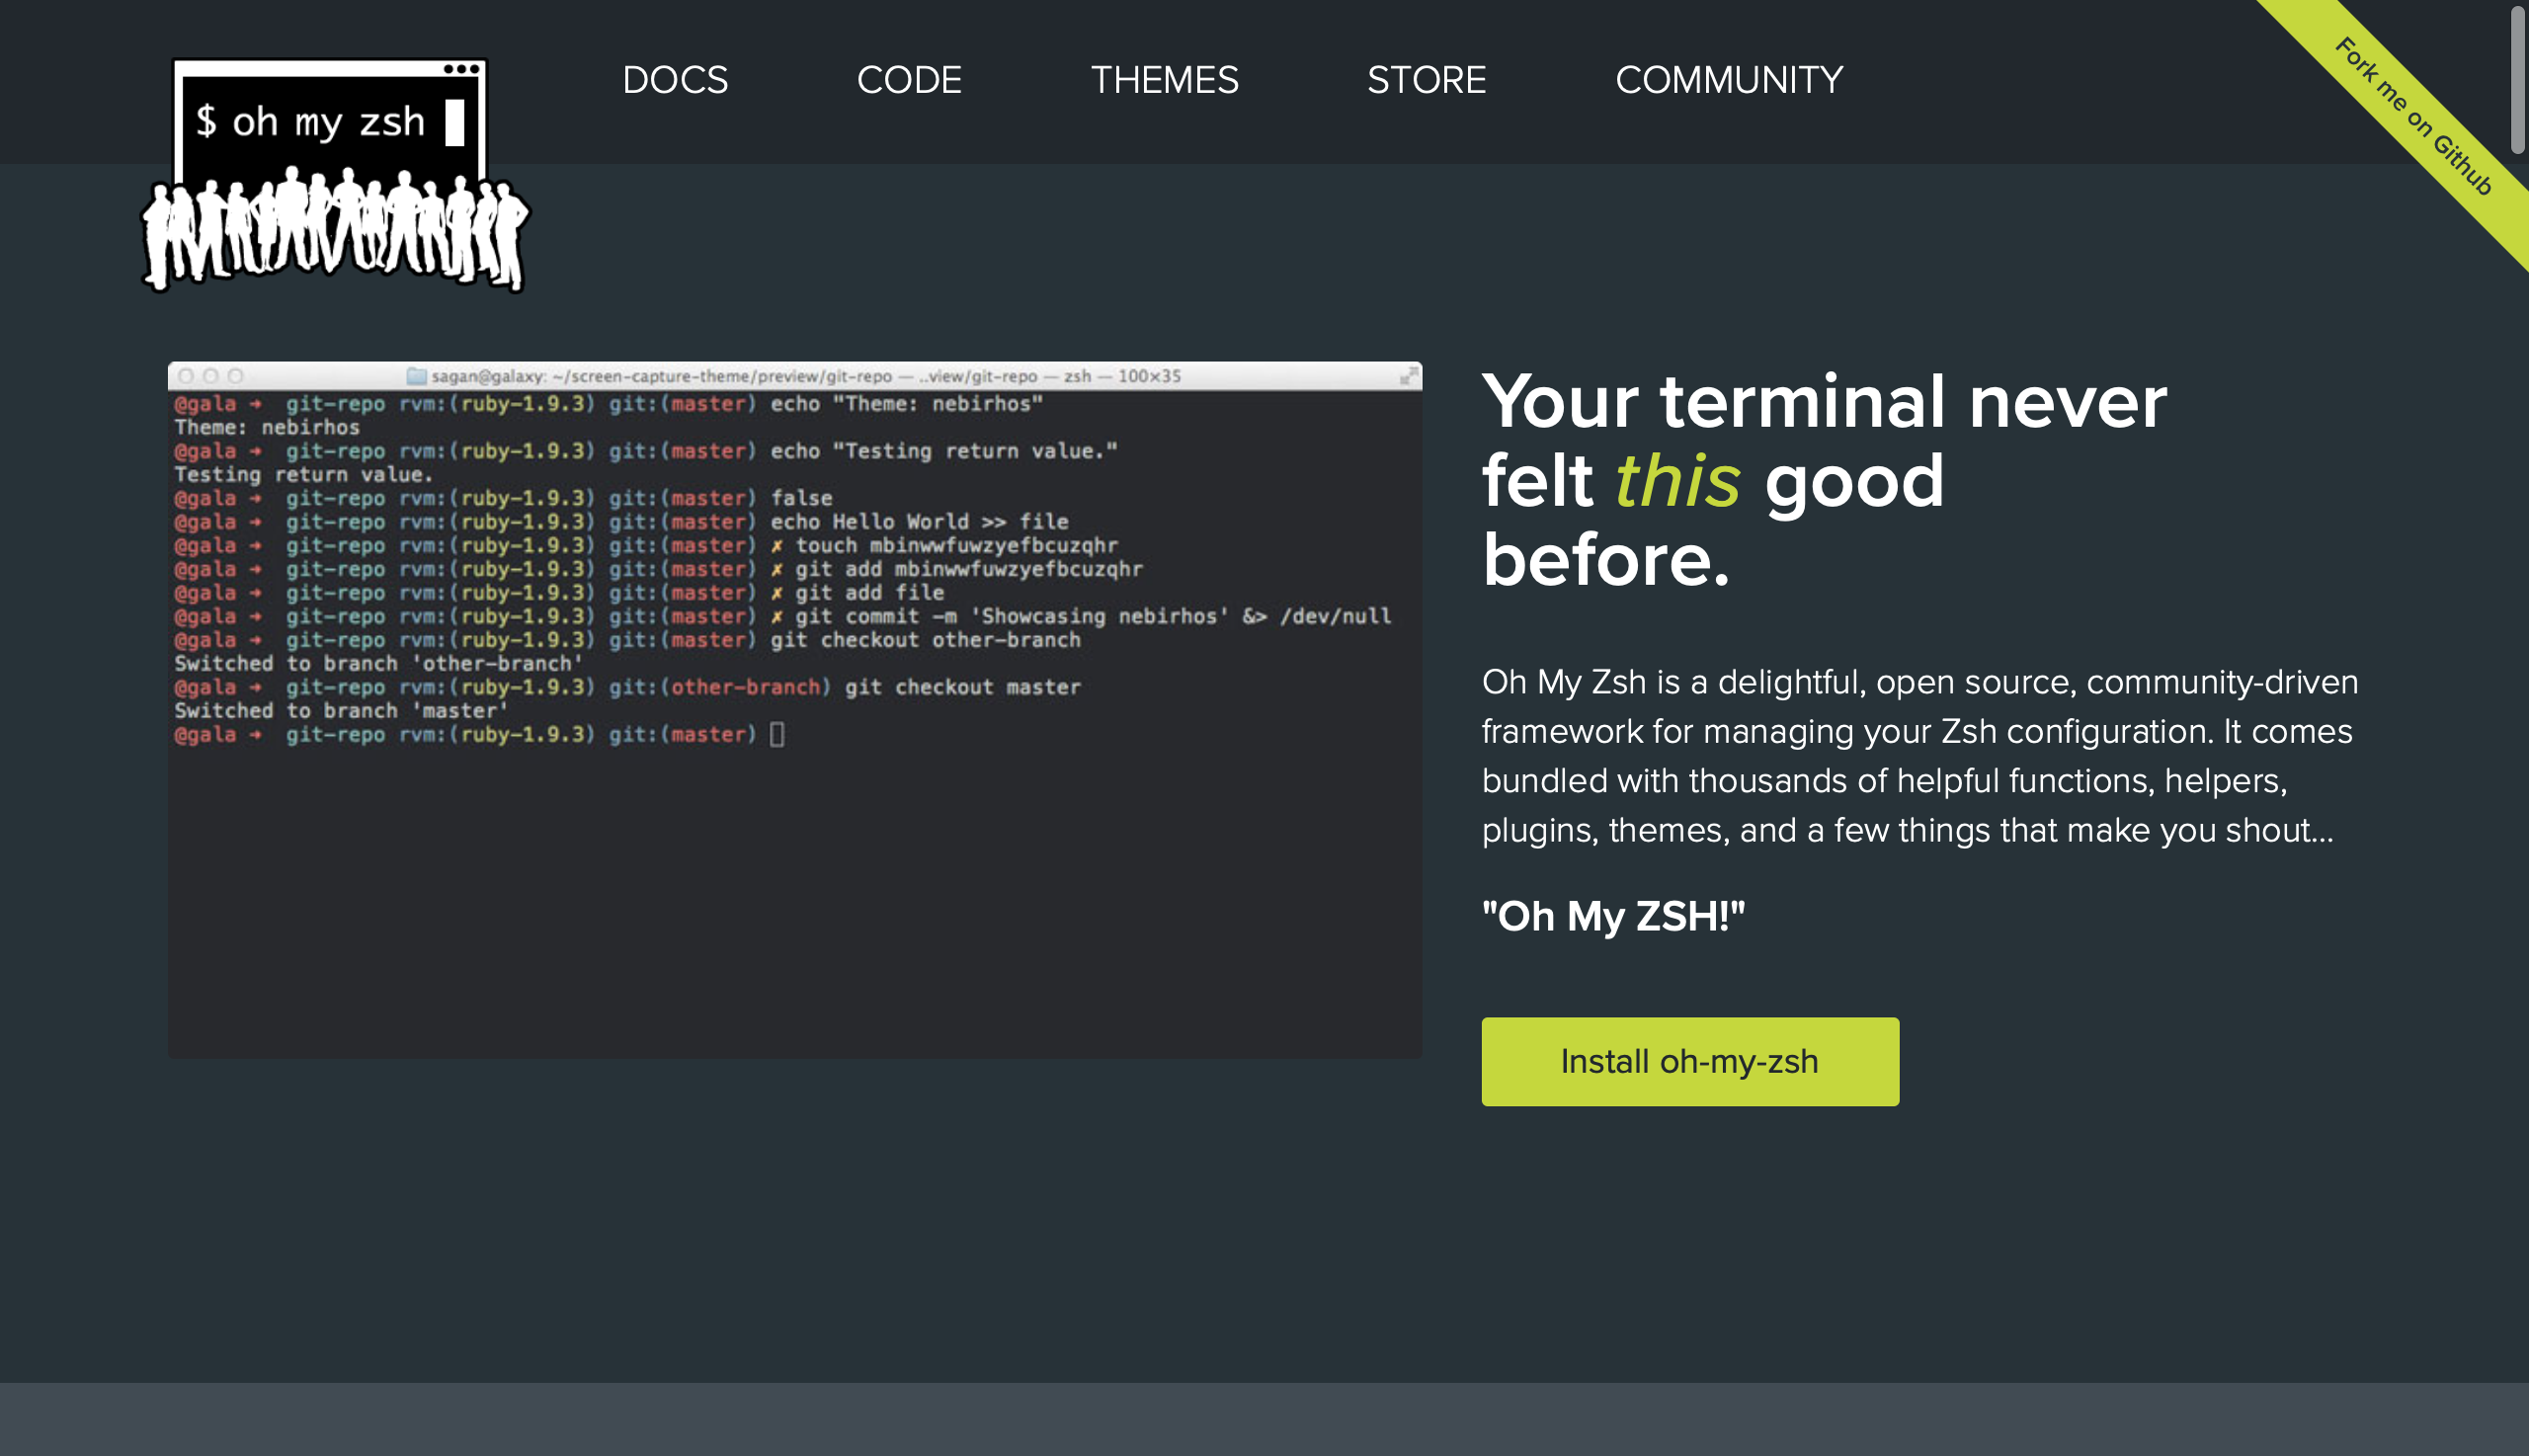 $ oh my zsh
DOCS CODE THEMES STORE COMMUNITY
Fork me on Github
sagan@galaxy: ~/screen-capture-theme/preview/git-repo — ..view/git-repo — zsh — 100×35
@gala ➜ git-repo rvm:(ruby-1.9.3) git:(master) echo "Theme: nebirhos"
Theme: nebirhos
@gala ➜ git-repo rvm:(ruby-1.9.3) git:(master) echo "Testing return value."
Testing return value.
@gala ➜ git-repo rvm:(ruby-1.9.3) git:(master) false
@gala ➜ git-repo rvm:(ruby-1.9.3) git:(master) echo Hello World >> file
@gala ➜ git-repo rvm:(ruby-1.9.3) git:(master) ✗ touch mbinwwfuwzyefbcuzqhr
@gala ➜ git-repo rvm:(ruby-1.9.3) git:(master) ✗ git add mbinwwfuwzyefbcuzqhr
@gala ➜ git-repo rvm:(ruby-1.9.3) git:(master) ✗ git add file
@gala ➜ git-repo rvm:(ruby-1.9.3) git:(master) ✗ git commit -m 'Showcasing nebirhos' &> /dev/null
@gala ➜ git-repo rvm:(ruby-1.9.3) git:(master) git checkout other-branch
Switched to branch 'other-branch'
@gala ➜ git-repo rvm:(ruby-1.9.3) git:(other-branch) git checkout master
Switched to branch 'master'
@gala ➜ git-repo rvm:(ruby-1.9.3) git:(master)
Your terminal never
felt this good
before.
Oh My Zsh is a delightful, open source, community-driven
framework for managing your Zsh configuration. It comes
bundled with thousands of helpful functions, helpers,
plugins, themes, and a few things that make you shout...
"Oh My ZSH!"
Install oh-my-zsh